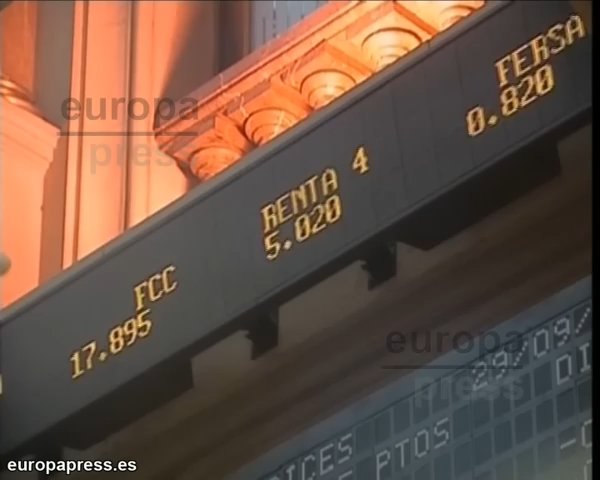 FERSA
0.820
RENTA 4
5.020
FCC
17.895
europa
press
europa
press
29/09/
DI
ICES
PTOS
europapress.es